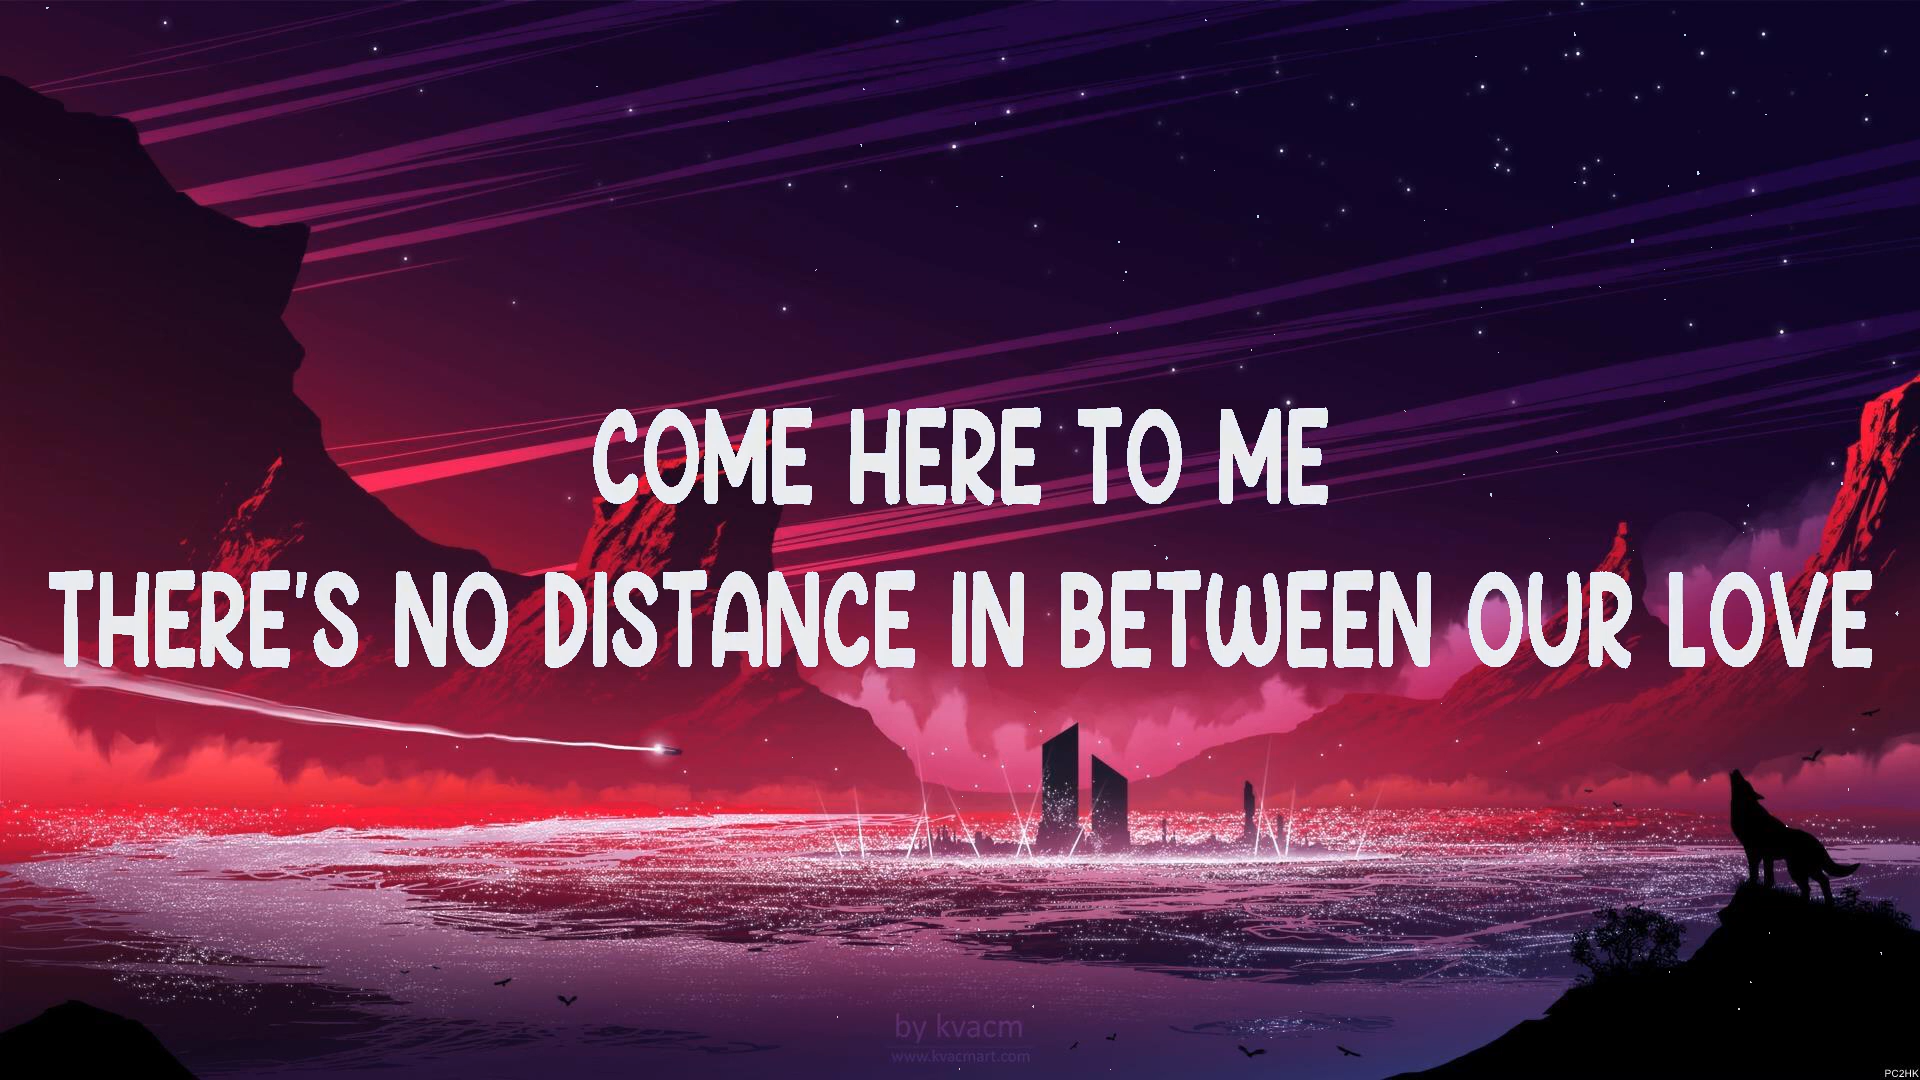 COME HERE TO ME
THERE'S NO DISTANCE IN BETWEEN OUR LOVE
by kvacm
www.kvacmart.com
PC2HK